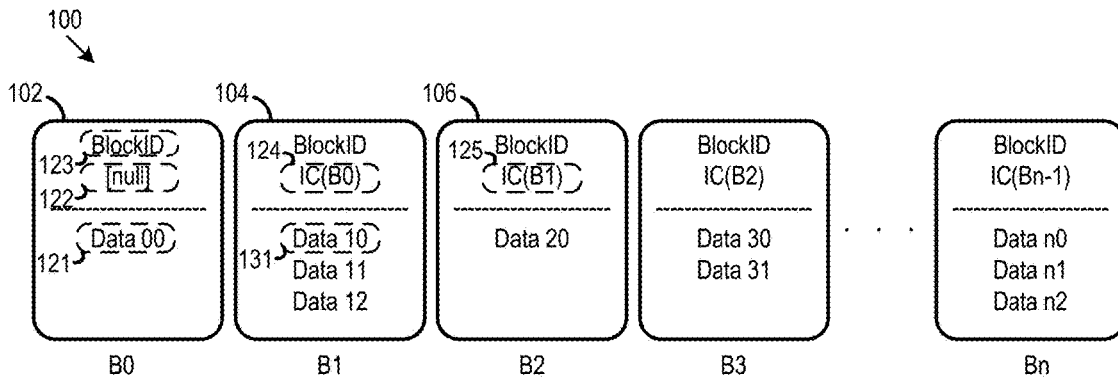 100
102 104 106
BlockID BlockID BlockID BlockID BlockID
123 124 125
[null] IC(B0) IC(B1) IC(B2) IC(Bn-1)
122
Data 00 Data 10 Data 20 Data 30 Data n0
121 131
Data 11 Data 31 Data n1
Data 12 Data n2
. . . .
B0 B1 B2 B3 Bn